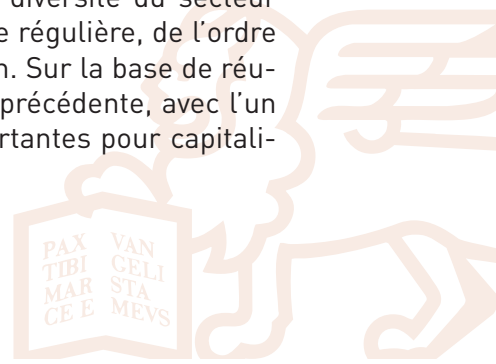 diversité du secteur
e régulière, de l’ordre
n. Sur la base de réu-
précédente, avec l’un
rtantes pour capitali-
PAX VAN
TIBI GELI
MAR STA
CE E MEVS